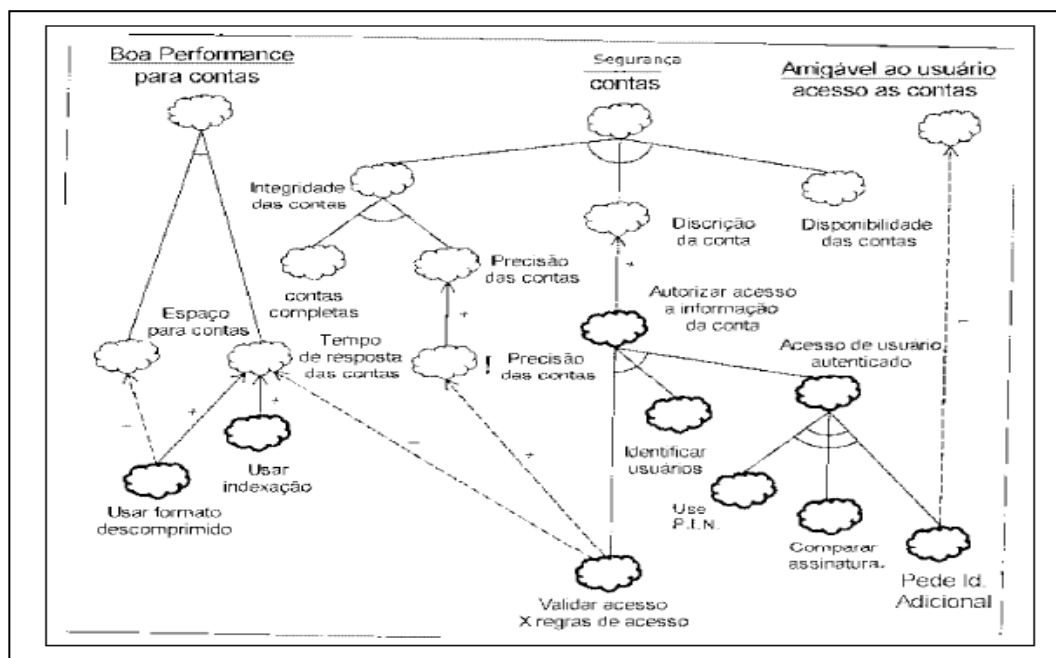 Boa Performance
para contas
Segurança
contas
Amigável ao usuário
acesso as contas
Integridade
das contas
Discrição
da conta
Disponibilidade
das contas
contas
completas
Precisão
das contas
+
Autorizar acesso
a informação
da conta
Espaço
para contas
Tempo
de resposta
das contas
+
! Precisão
das contas
Acesso de usuário
autenticado
–
–
+
+
–
+
Identificar
usuários
Usar
indexação
Usar formato
descomprimido
Use
P.I.N.
Comparar
assinatura.
Pede Id.
Adicional
Validar acesso
X regras de acesso